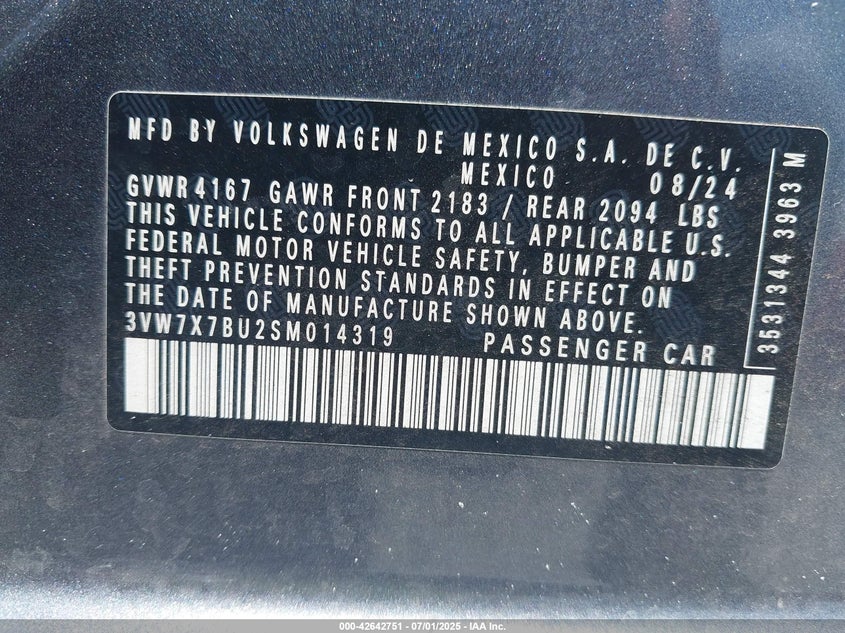 MFD BY VOLKSWAGEN DE MEXICO S.A. DE C.V.
MEXICO 08/24
GVWR 4167 GAWR FRONT 2183 / REAR 2094 LBS
THIS VEHICLE CONFORMS TO ALL APPLICABLE U.S.
FEDERAL MOTOR VEHICLE SAFETY, BUMPER AND
THEFT PREVENTION STANDARDS IN EFFECT ON
THE DATE OF MANUFACTURE SHOWN ABOVE.
3VW7X7BU2SM014319 PASSENGER CAR
3531344 3963 M
000-42642751 - 07/01/2025 - IAA Inc.